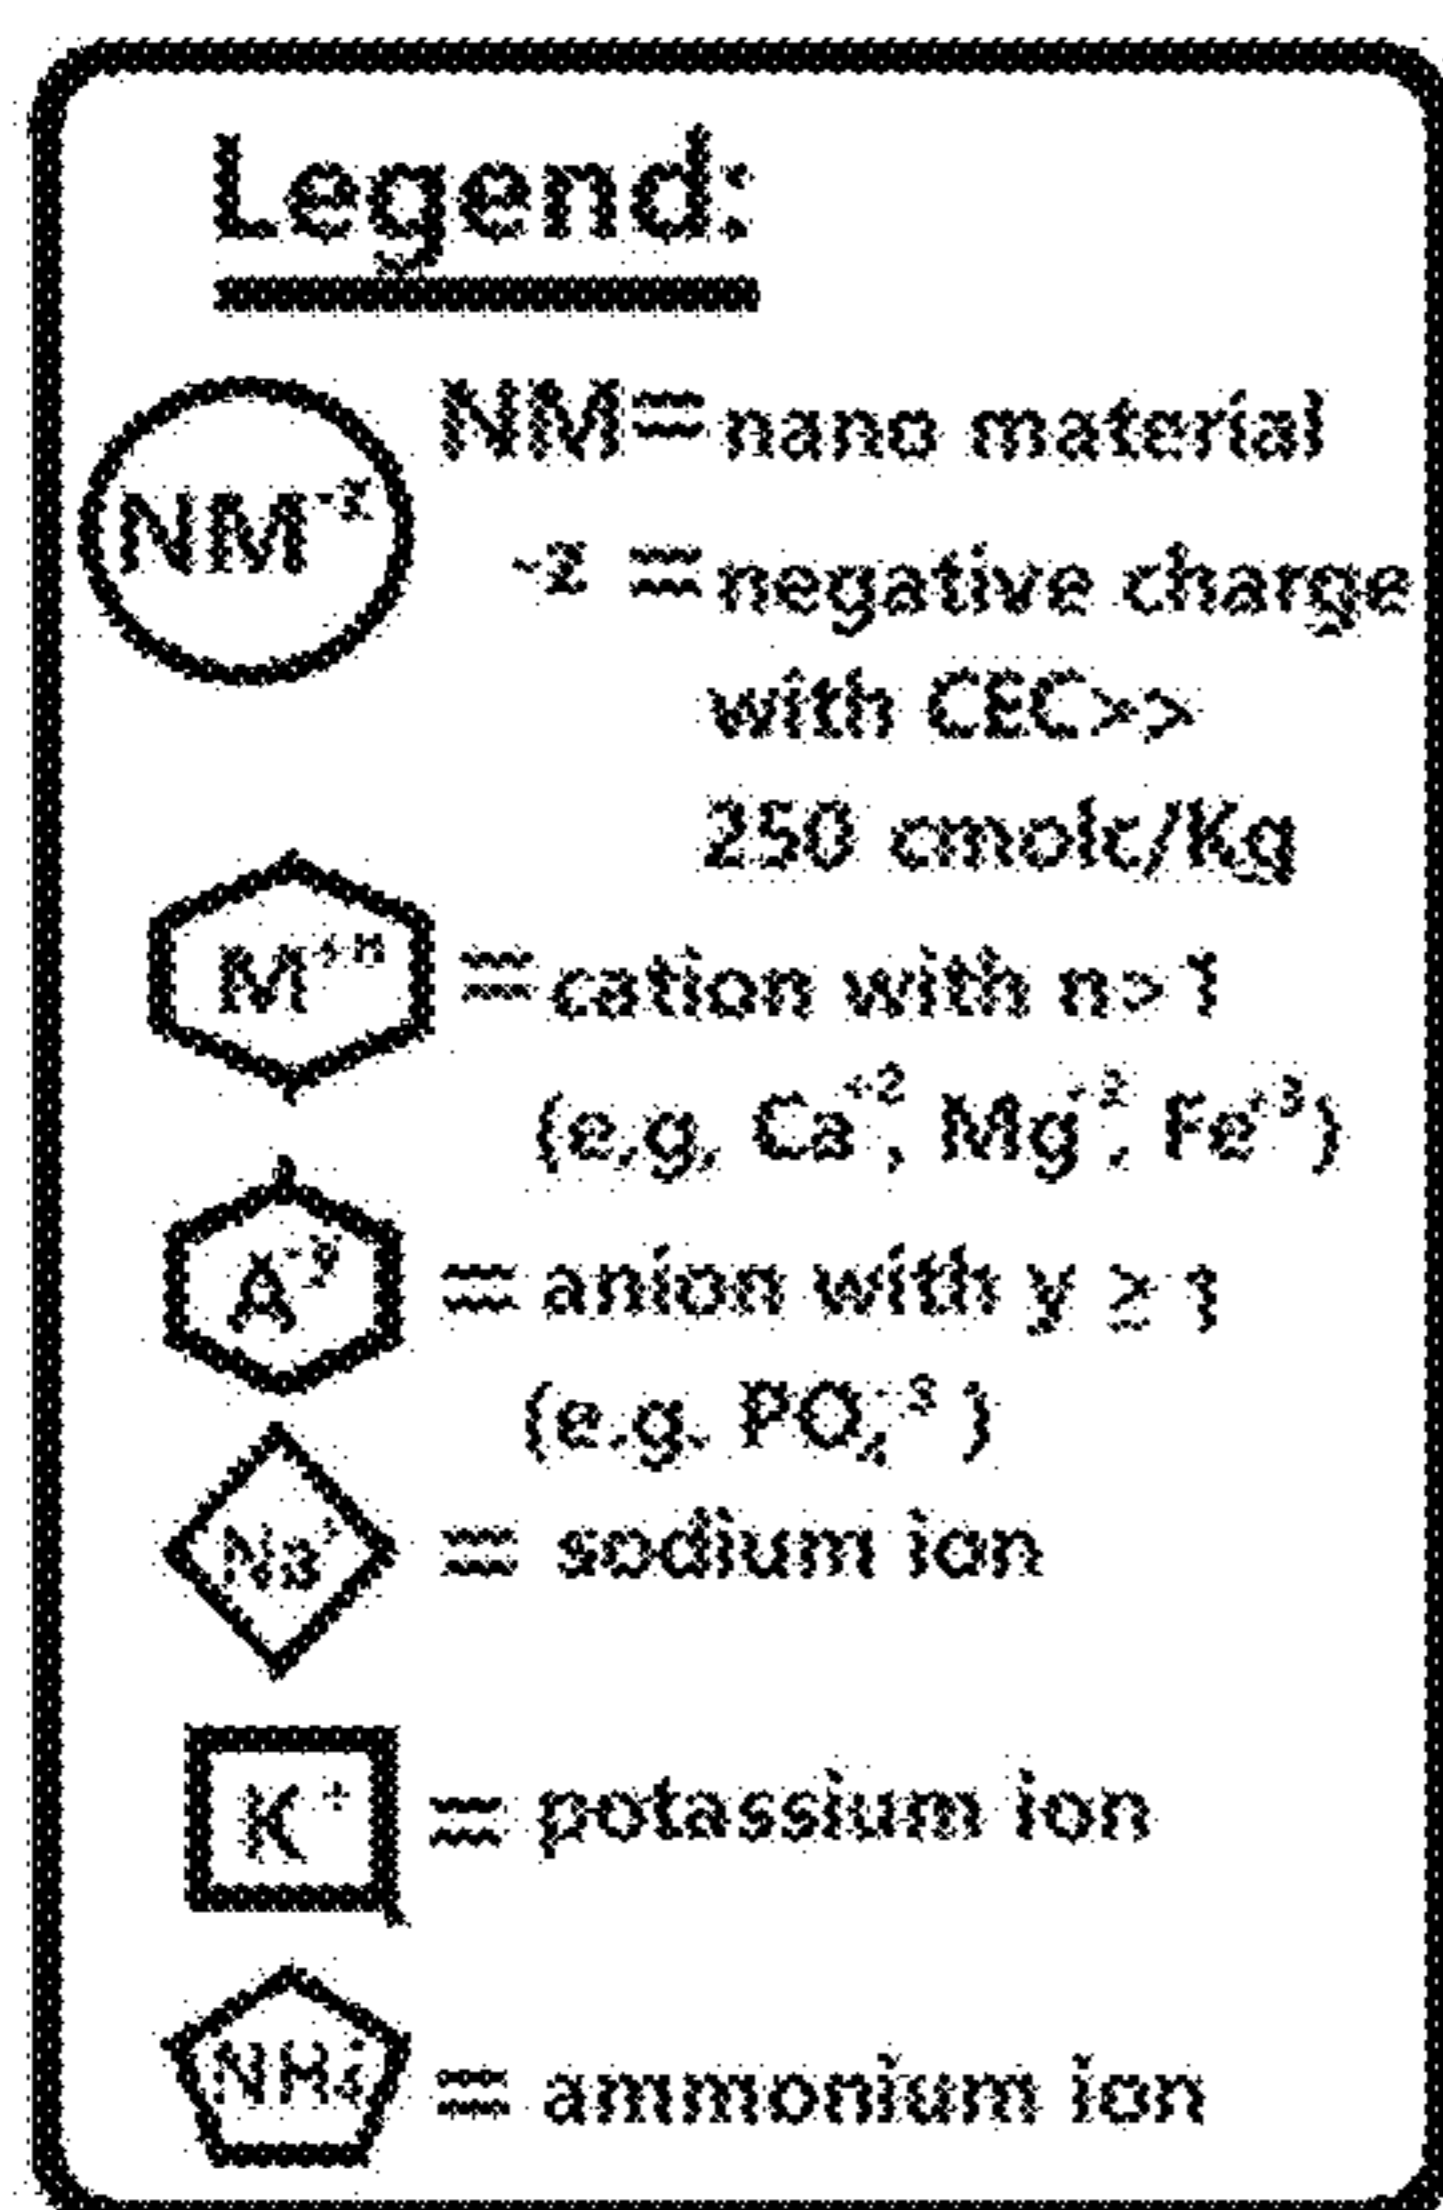 Legend:
NM = nano material
NM
= negative charge
with CEC>>
250 cmolc/Kg
M⁺ⁿ = cation with n>1
(e.g, Ca⁺², Mg⁺², Fe⁺³)
A⁻ʸ = anion with y ≥ 1
(e.g. PO₄⁻³)
Na⁺ = sodium ion
K⁺ = potassium ion
NH₄⁺ = ammonium ion